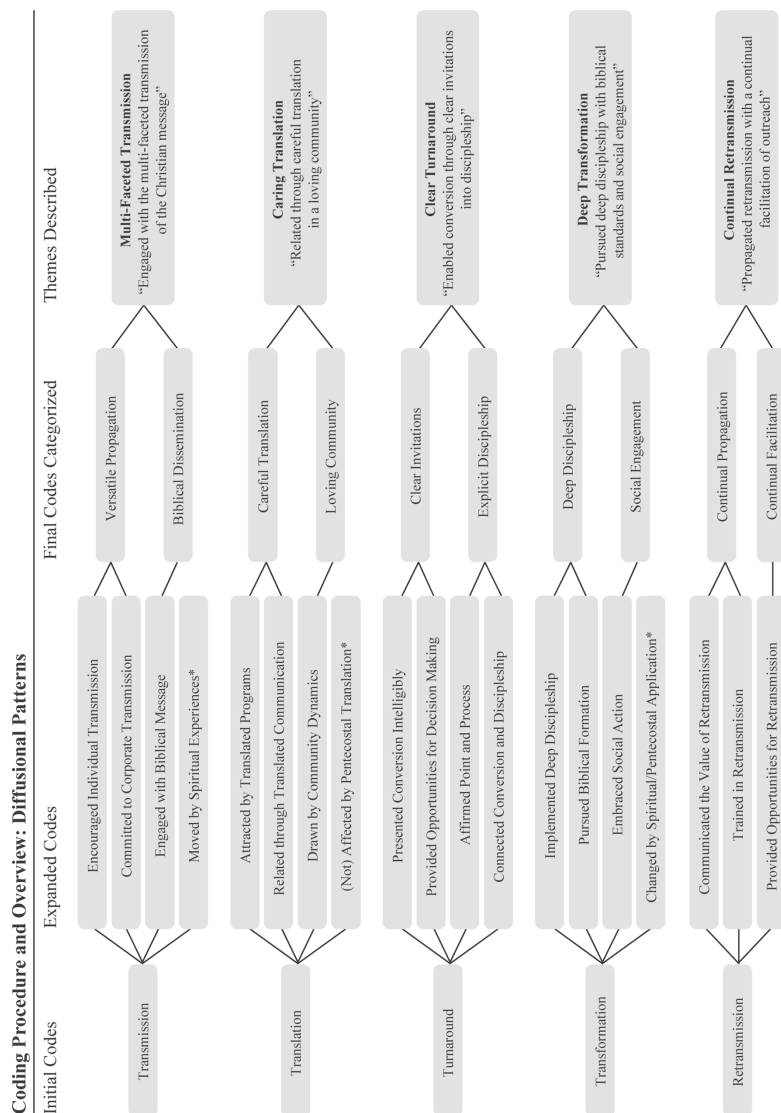 Coding Procedure and Overview: Diffusional Patterns
Initial Codes
Expanded Codes
Final Codes Categorized
Themes Described
Transmission
Encouraged Individual Transmission
Committed to Corporate Transmission
Engaged with Biblical Message
Moved by Spiritual Experiences*
Versatile Propagation
Biblical Dissemination
Multi-Faceted Transmission
“Engaged with the multi-faceted transmission
of the Christian message”
Translation
Attracted by Translated Programs
Related through Translated Communication
Drawn by Community Dynamics
(Not) Affected by Pentecostal Translation*
Careful Translation
Loving Community
Caring Translation
“Related through careful translation
in a loving community”
Turnaround
Presented Conversion Intelligibly
Provided Opportunities for Decision Making
Affirmed Point and Process
Connected Conversion and Discipleship
Clear Invitations
Explicit Discipleship
Clear Turnaround
“Enabled conversion through clear invitations
into discipleship”
Transformation
Implemented Deep Discipleship
Pursued Biblical Formation
Embraced Social Action
Changed by Spiritual/Pentecostal Application*
Deep Discipleship
Social Engagement
Deep Transformation
“Pursued deep discipleship with biblical
standards and social engagement”
Retransmission
Communicated the Value of Retransmission
Trained in Retransmission
Provided Opportunities for Retransmission
Continual Propagation
Continual Facilitation
Continual Retransmission
“Propagated retransmission with a continual
facilitation of outreach”